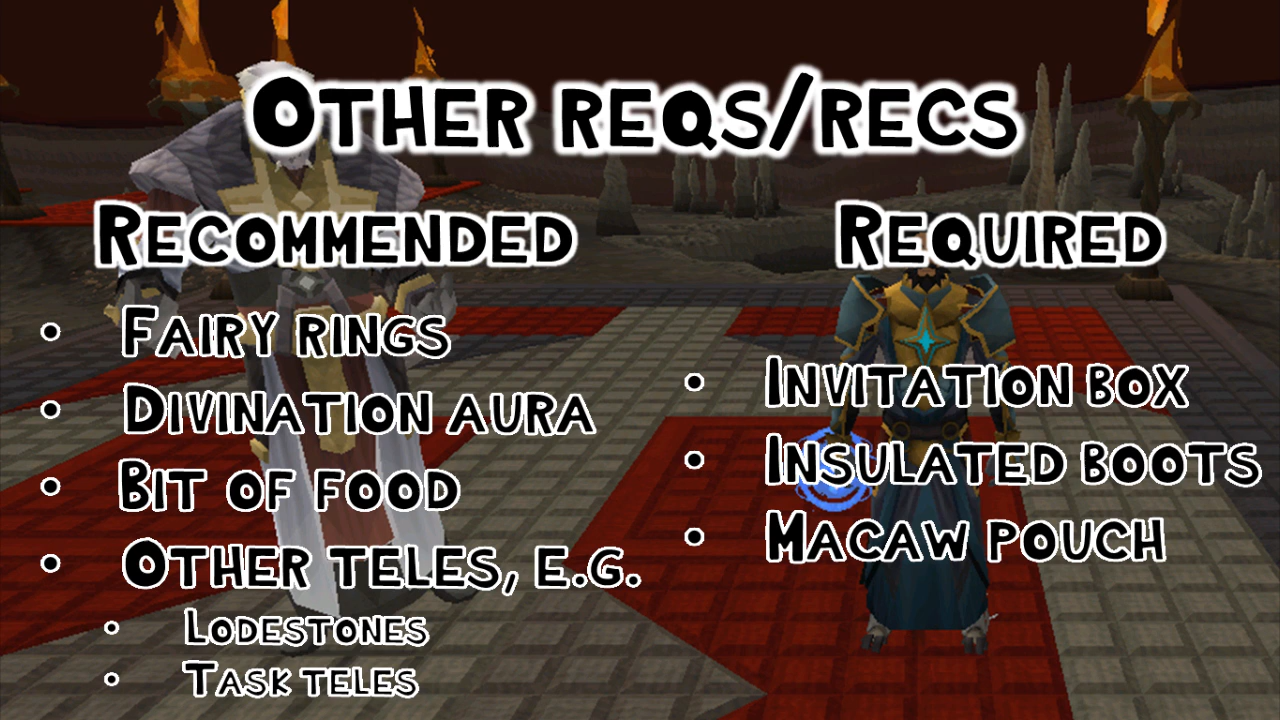 Other reqs/recs
Recommended
• Fairy rings
• Divination aura
• Bit of food
• Other teles, e.g.
• Lodestones
• Task teles
Required
• Invitation box
• Insulated boots
• Macaw pouch